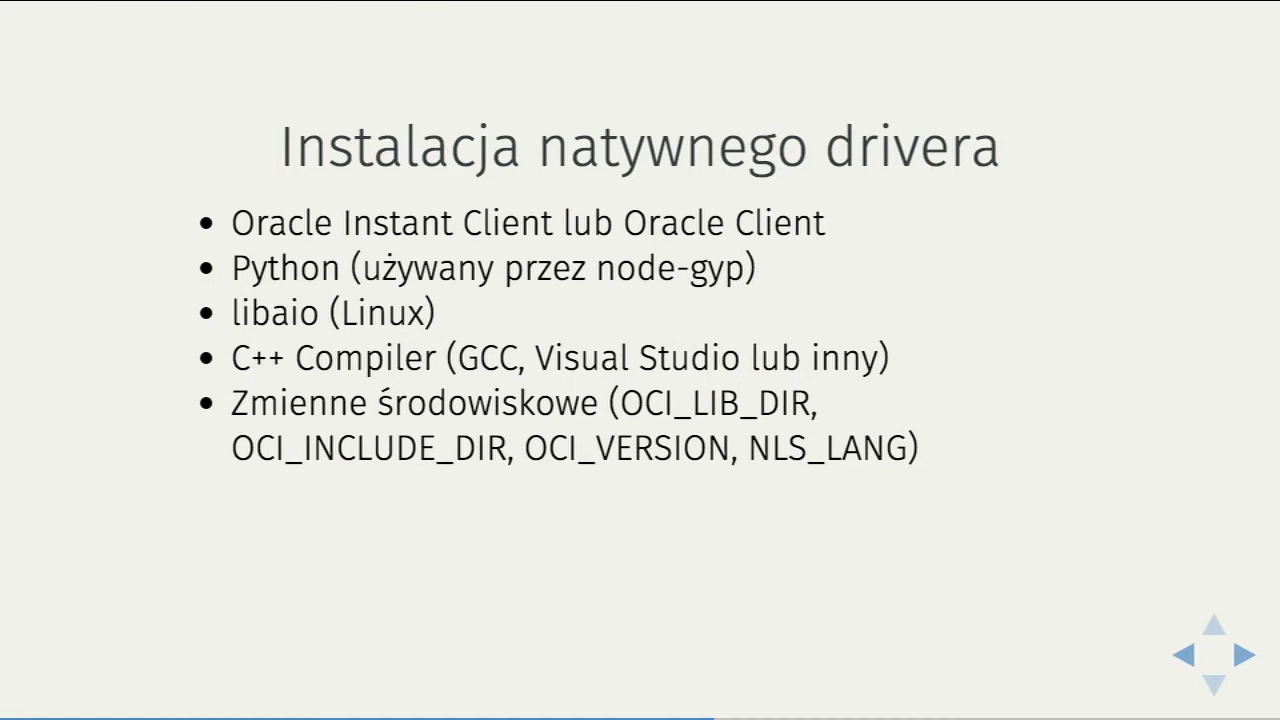 Instalacja natywnego drivera
• Oracle Instant Client lub Oracle Client
• Python (używany przez node-gyp)
• libaio (Linux)
• C++ Compiler (GCC, Visual Studio lub inny)
• Zmienne środowiskowe (OCI_LIB_DIR,
OCI_INCLUDE_DIR, OCI_VERSION, NLS_LANG)